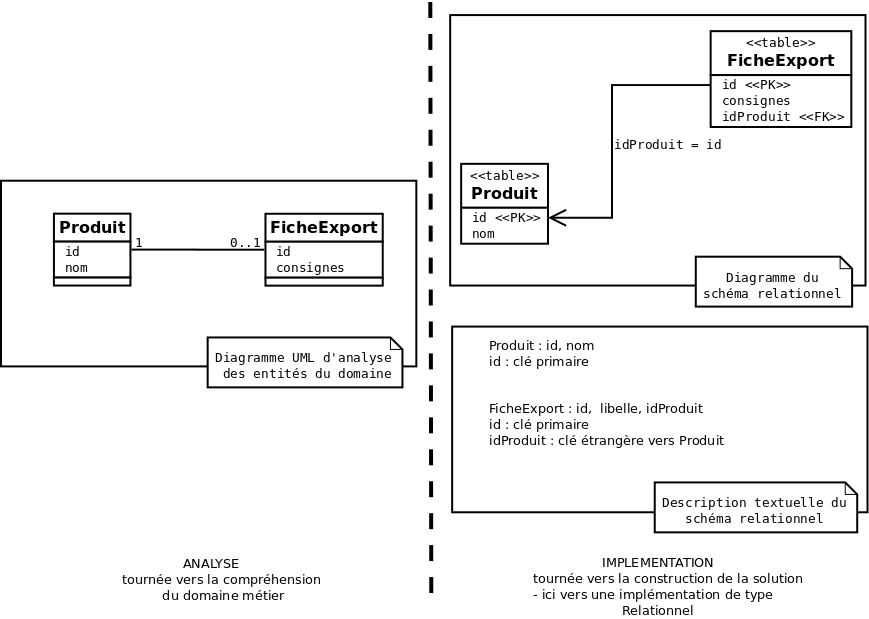 Produit
id
nom
1
0..1
FicheExport
id
consignes
Diagramme UML d'analyse
des entités du domaine
ANALYSE
tournée vers la compréhension
du domaine métier
<<table>>
FicheExport
id <<PK>>
consignes
idProduit <<FK>>
idProduit = id
<<table>>
Produit
id <<PK>>
nom
Diagramme du
schéma relationnel
Produit : id, nom
id : clé primaire
FicheExport : id, libelle, idProduit
id : clé primaire
idProduit : clé étrangère vers Produit
Description textuelle du
schéma relationnel
IMPLEMENTATION
tournée vers la construction de la solution
- ici vers une implémentation de type
Relationnel